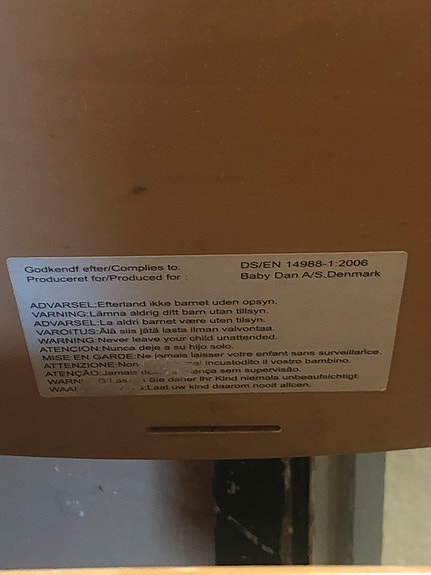 Godkendt efter/Complies to: DS/EN 14988-1:2006
Produceret for/Produced for : Baby Dan A/S, Denmark
ADVARSEL:Efterland ikke barnet uden opsyn.
VARNING:Lämna aldrig ditt barn utan tillsyn.
ADVARSEL:La aldri barnet være uten tilsyn.
VAROITUS:Älä siis jätä lasta ilman valvontaa.
WARNING:Never leave your child unattended.
ATENCION:Nunca deje a su hijo solo.
MISE EN GARDE:Ne jamais laisser votre enfant sans surveillance.
ATTENZIONE:Non incustodito il vostro bambino.
ATENÇÃO:Jamais sem supervisão.
Sie daher Ihr Kind niemals unbeaufsichtigt.
:Laat uw kind daarom nooit alleen.